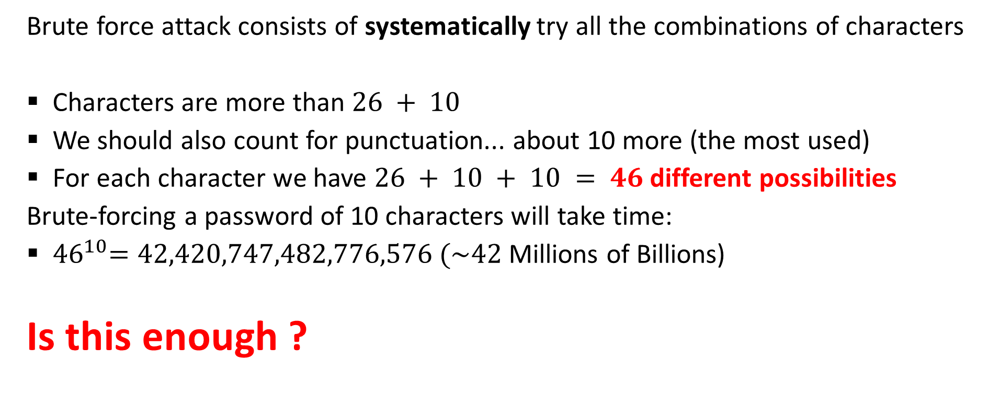 Brute force attack consists of systematically try all the combinations of characters
▪ Characters are more than 26 + 10
▪ We should also count for punctuation... about 10 more (the most used)
▪ For each character we have 26 + 10 + 10 = 46 different possibilities
Brute-forcing a password of 10 characters will take time:
▪ 46¹⁰= 42,420,747,482,776,576 (~42 Millions of Billions)
Is this enough ?